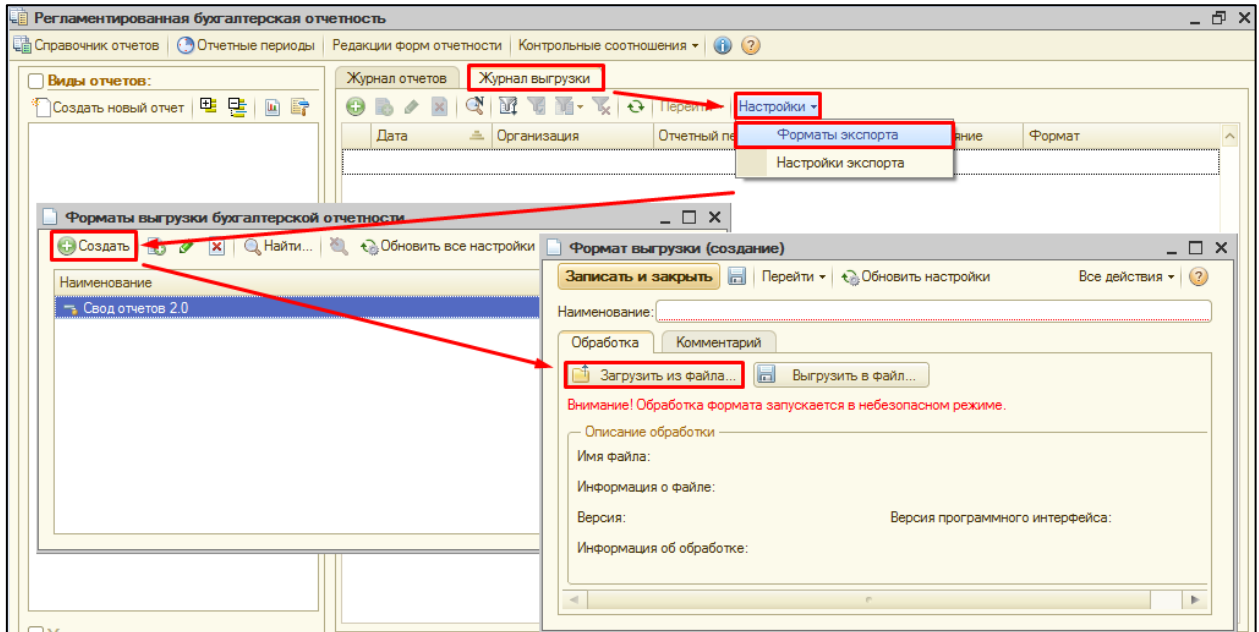 Регламентированная бухгалтерская отчетность
Справочник отчетов Отчетные периоды Редакции форм отчетности Контрольные соотношения
Виды отчетов:
Создать новый отчет
Журнал отчетов Журнал выгрузки
Перейти Настройки
Дата Организация Отчетный Формат
Форматы экспорта
Настройки экспорта
Форматы выгрузки бухгалтерской отчетности
Создать Найти... Обновить все настройки
Наименование
Свод отчетов 2.0
Формат выгрузки (создание)
Записать и закрыть Перейти Обновить настройки Все действия
Наименование:
Обработка Комментарий
Загрузить из файла... Выгрузить в файл...
Внимание! Обработка формата запускается в небезопасном режиме.
Описание обработки
Имя файла:
Информация о файле:
Версия: Версия программного интерфейса:
Информация об обработке: